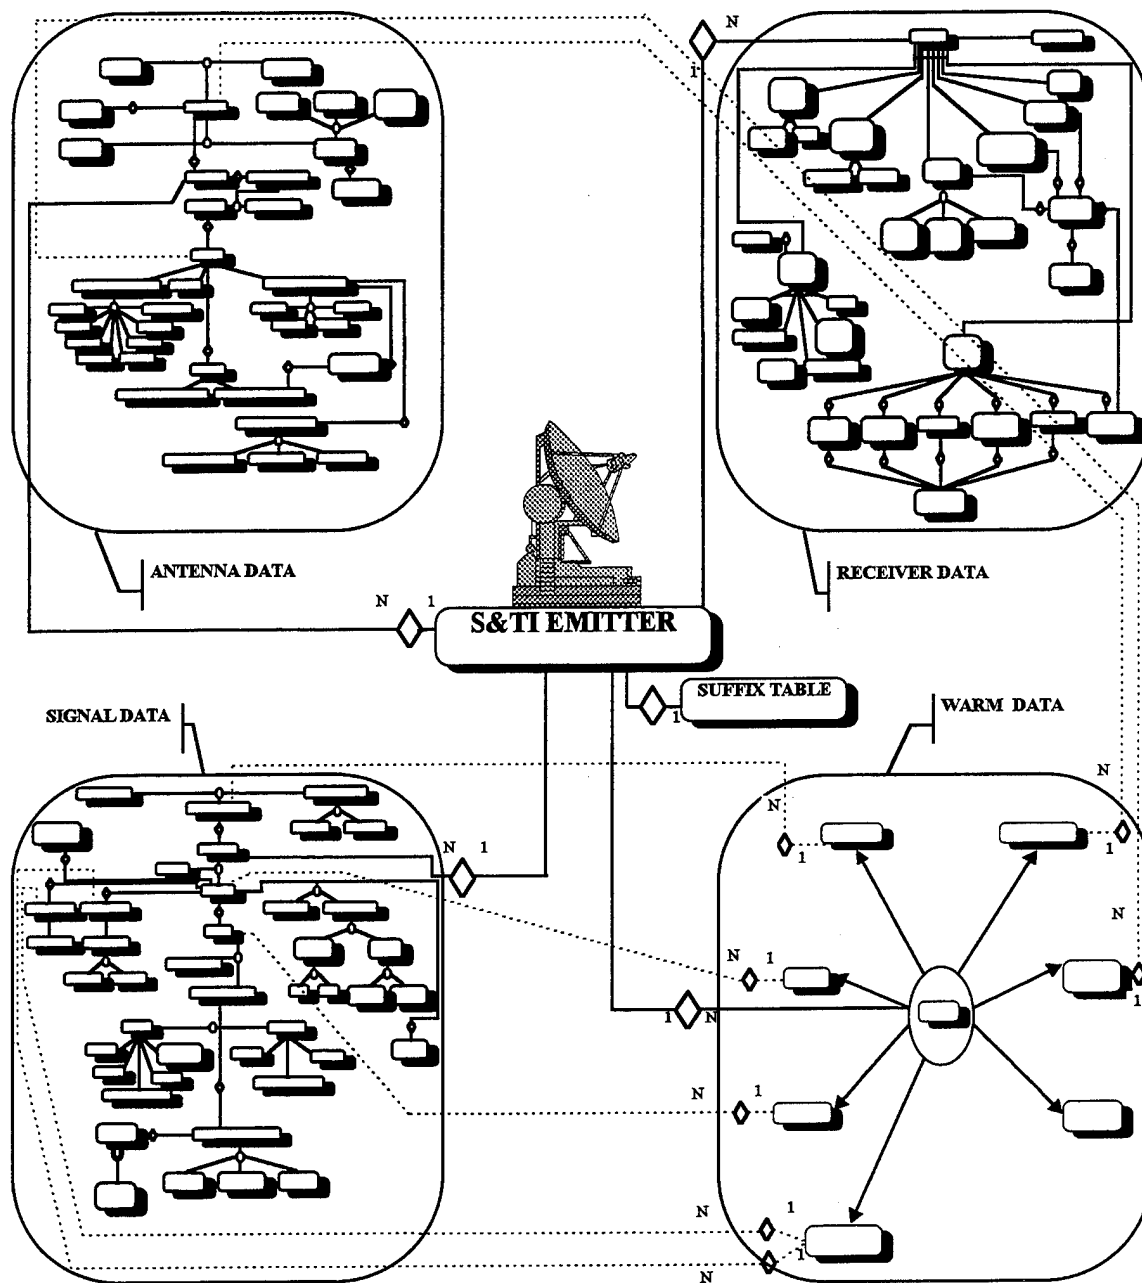 N
1
ANTENNA DATA
RECEIVER DATA
N
1
S&TI EMITTER
SUFFIX TABLE
1
SIGNAL DATA
WARM  DATA
N
N
1
1
N
1
N
N
1
N
1
1
N
N
1
N
1
1
N